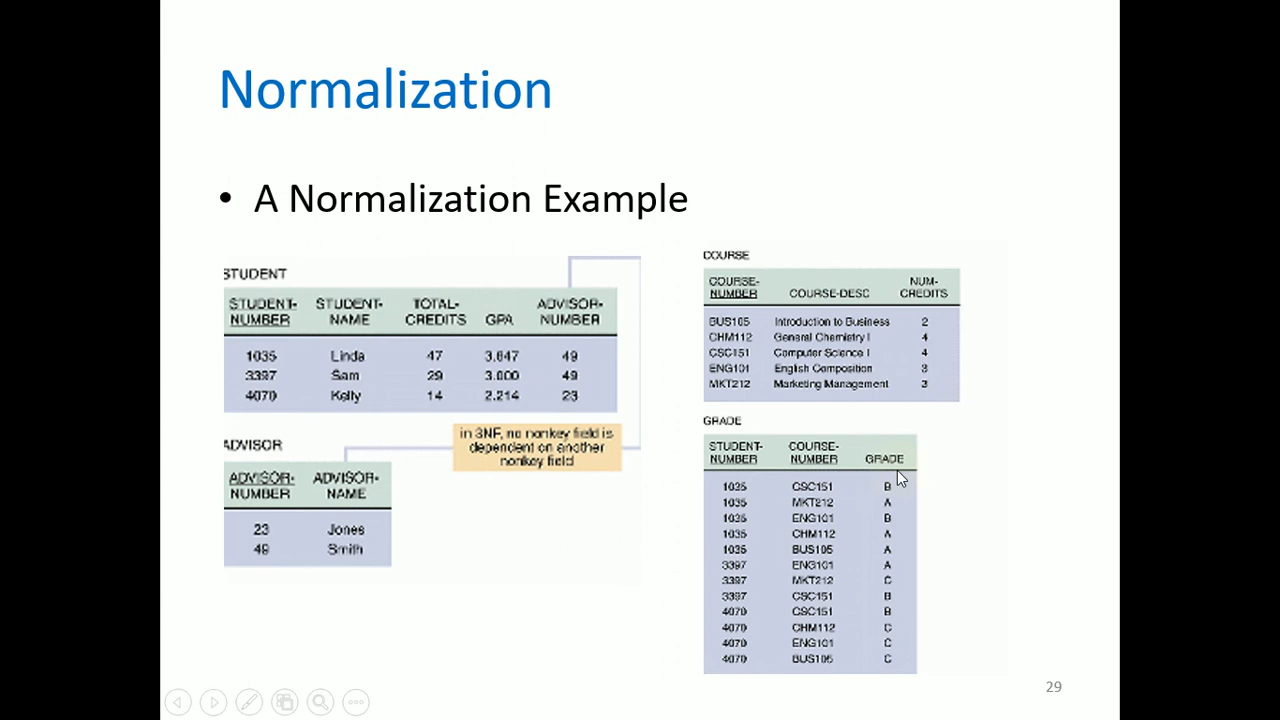 Normalization
• A Normalization Example
STUDENT
STUDENT-NUMBER STUDENT-NAME TOTAL-CREDITS GPA ADVISOR-NUMBER
1035 Linda 47 3.647 49
3397 Sam 29 3.000 49
4070 Kelly 14 2.214 23
in 3NF, no nonkey field is
dependent on another
nonkey field
ADVISOR
ADVISOR-NUMBER ADVISOR-NAME
23 Jones
49 Smith
COURSE
COURSE-NUMBER COURSE-DESC NUM-CREDITS
BUS105 Introduction to Business 2
CHM112 General Chemistry I 4
CSC151 Computer Science I 4
ENG101 English Composition 3
MKT212 Marketing Management 3
GRADE
STUDENT-NUMBER COURSE-NUMBER GRADE
1035 CSC151 B
1035 MKT212 A
1035 ENG101 B
1035 CHM112 A
1035 BUS105 A
3397 ENG101 A
3397 MKT212 C
3397 CSC151 B
4070 CSC151 B
4070 CHM112 C
4070 ENG101 C
4070 BUS105 C
29